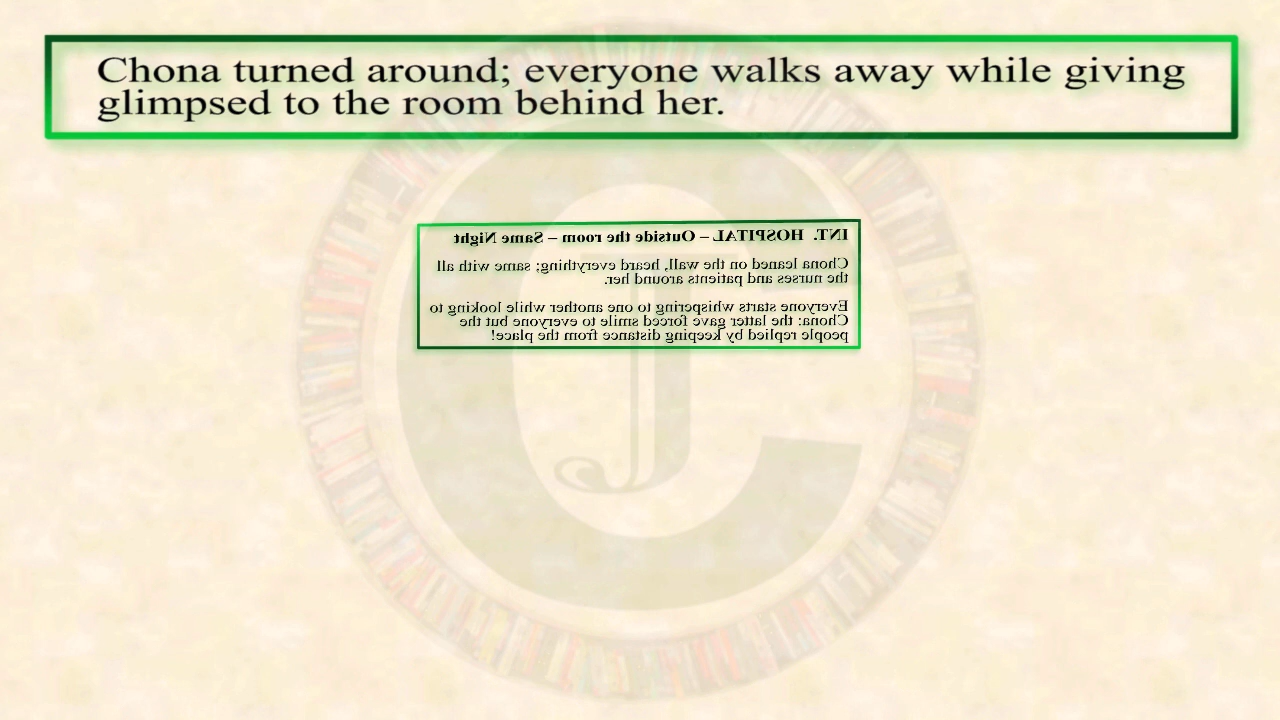 Chona turned around; everyone walks away while giving
glimpsed to the room behind her.
INT. HOSPITAL – Outside the room – Same Night
Chona leaned on the wall, heard everything; same with all
the nurses and patients around her.
Everyone starts whispering to one another while looking to
Chona: the latter gave forced smile to everyone but the
people replied by keeping distance from the place!
CJ